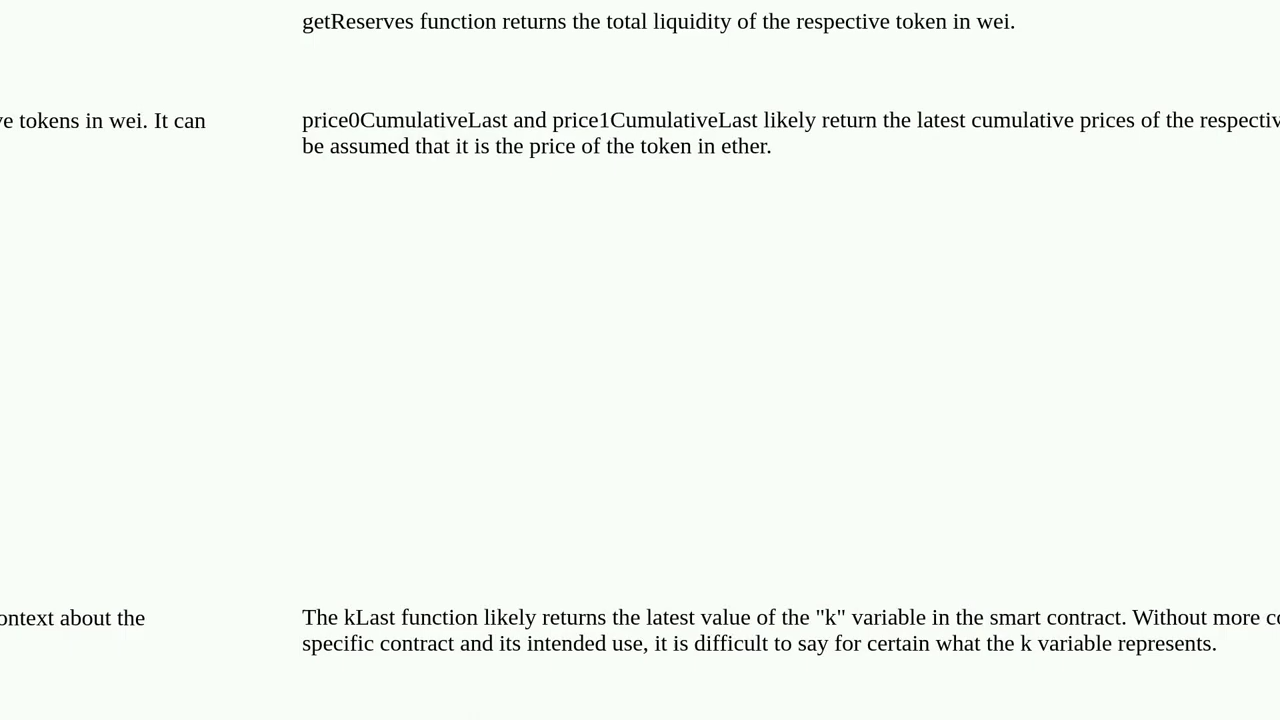 getReserves function returns the total liquidity of the respective token in wei.
ve tokens in wei. It can
price0CumulativeLast and price1CumulativeLast likely return the latest cumulative prices of the respectiv
be assumed that it is the price of the token in ether.
ontext about the
The kLast function likely returns the latest value of the "k" variable in the smart contract. Without more co
specific contract and its intended use, it is difficult to say for certain what the k variable represents.